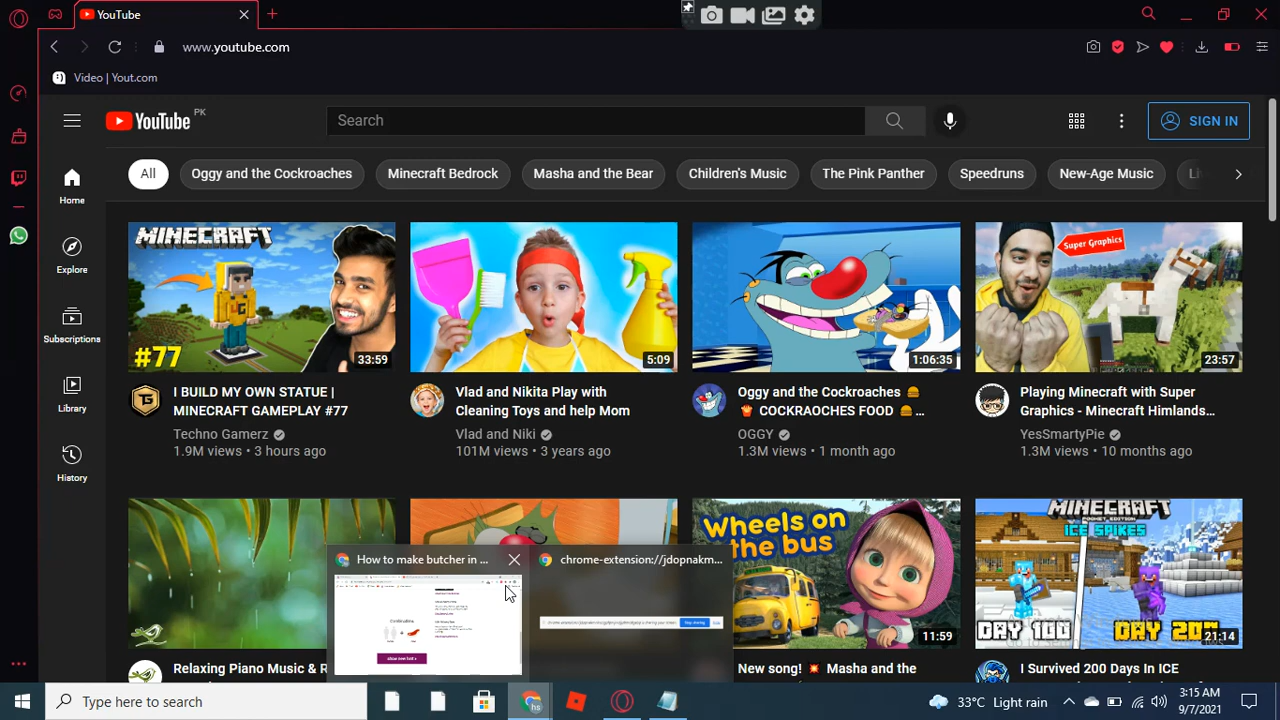 YouTube
www.youtube.com
Video | Yout.com
YouTube PK
Search
SIGN IN
All
Oggy and the Cockroaches
Minecraft Bedrock
Masha and the Bear
Children's Music
The Pink Panther
Speedruns
New-Age Music
Home
Explore
Subscriptions
Library
History
MINECRAFT
#77
33:59
I BUILD MY OWN STATUE |
MINECRAFT GAMEPLAY #77
Techno Gamerz
1.9M views • 3 hours ago
5:09
Vlad and Nikita Play with
Cleaning Toys and help Mom
Vlad and Niki
101M views • 3 years ago
1:06:35
Oggy and the Cockroaches 🍔
🍟 COCKRAOCHES FOOD 🍔...
OGGY
1.3M views • 1 month ago
Super Graphics
23:57
Playing Minecraft with Super
Graphics - Minecraft Himlands...
YesSmartyPie
1.3M views • 10 months ago
Relaxing Piano Music & R
Wheels on
the bus
11:59
New song! 💥 Masha and the
MINECRAFT
POCKET EDITION
ICE SPIKES
DAY 100
DAY 200
21:14
I Survived 200 Days In ICE
How to make butcher in ...
chrome-extension://jdopnakm...
Stop sharing
Type here to search
hs
33°C Light rain
3:15 AM
9/7/2021